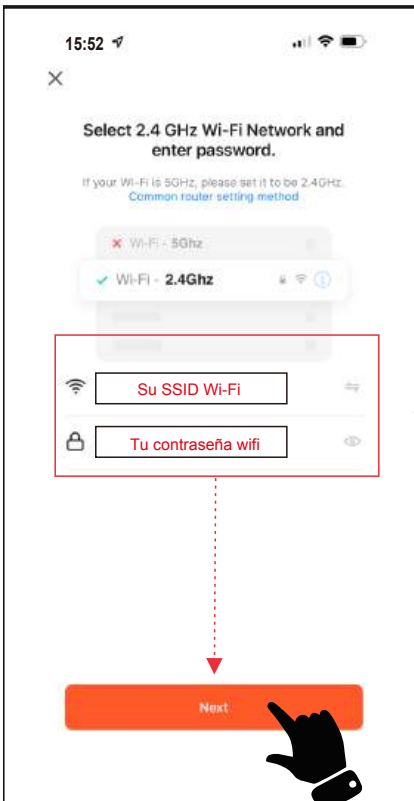 15:52
Select 2.4 GHz Wi-Fi Network and
enter password.
If your Wi-Fi is 5GHz, please set it to be 2.4GHz.
Common router setting method
Wi-Fi - 5Ghz
Wi-Fi - 2.4Ghz
Su SSID Wi-Fi
Tu contraseña wifi
Next